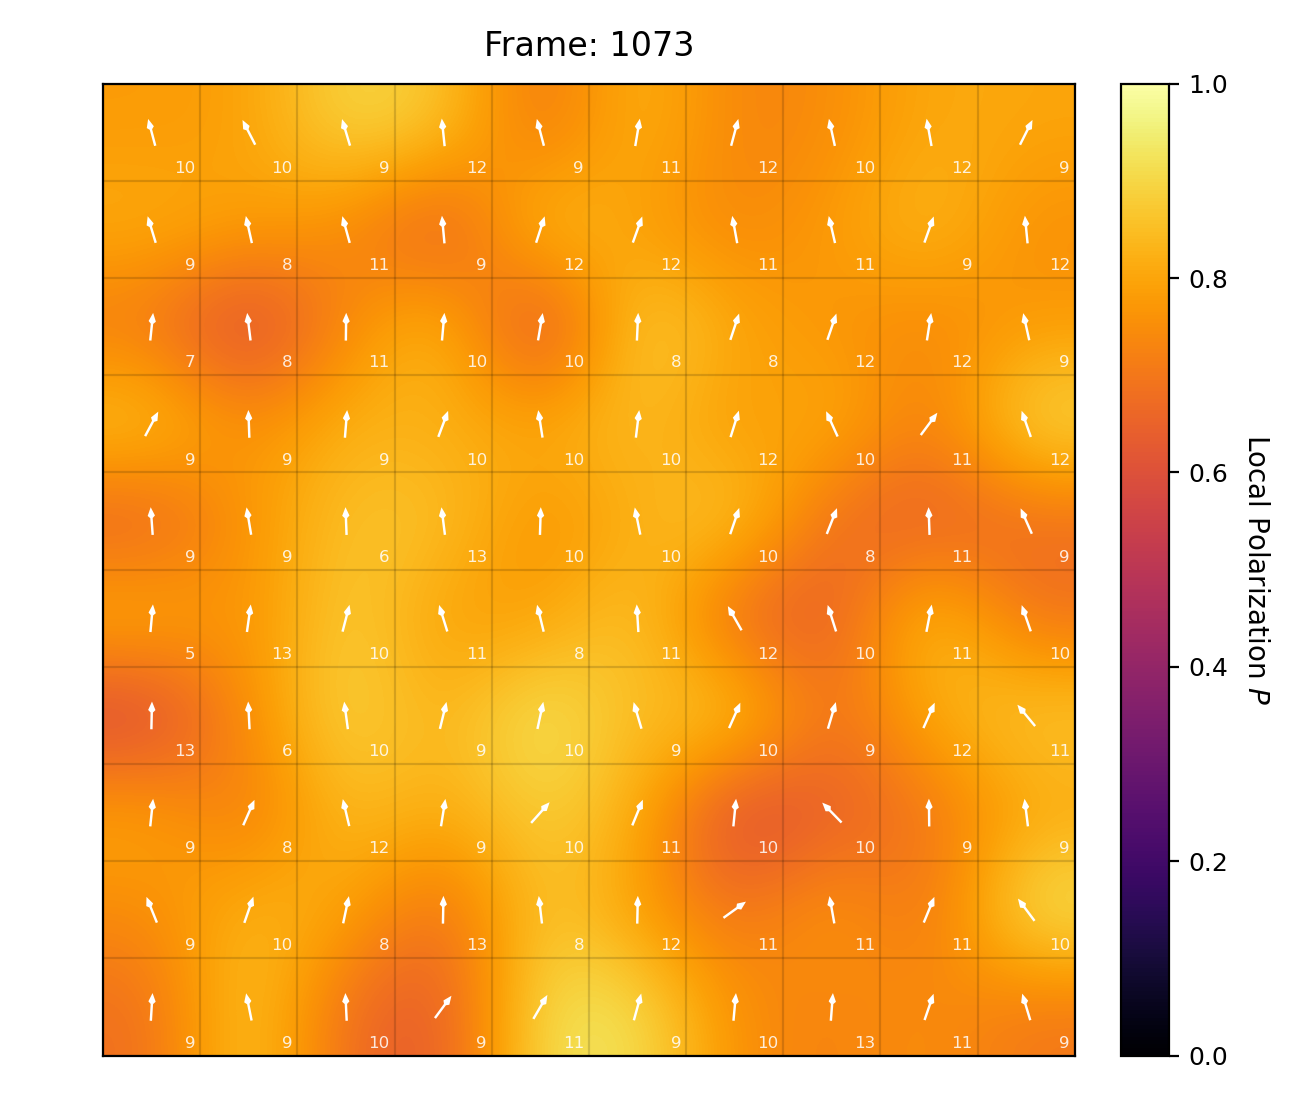 Frame: 1073
10 10 9 12 9 11 12 10 12 9
9 8 11 9 12 12 11 11 9 12
7 8 11 10 10 8 8 12 12 9
9 9 9 10 10 10 12 10 11 12
9 9 6 13 10 10 10 8 11 9
5 13 10 11 8 11 12 10 11 10
13 6 10 9 10 9 10 9 12 11
9 8 12 9 10 11 10 10 9 9
9 10 8 13 8 12 11 11 11 10
9 9 10 9 11 9 10 13 11 9
1.0
0.8
0.6
0.4
0.2
0.0
Local Polarization P